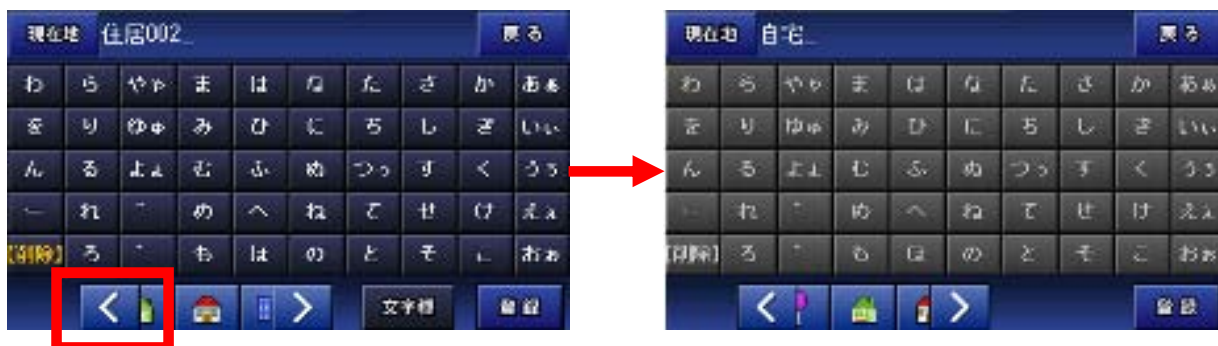 現在地 住居002_ 戻る
わ ら やゃ ま は な た さ か あぁ
を り ゆゅ み ひ に ち し き いぃ
ん る よょ む ふ ぬ つっ す く うぅ
ー れ ゛ め へ ね て せ け えぇ
[削除] ろ ゜ も ほ の と そ こ おぉ
< > 文字種 登録
現在地 自宅_ 戻る
わ ら やゃ ま は な た さ か あぁ
を り ゆゅ み ひ に ち し き いぃ
ん る よょ む ふ ぬ つっ す く うぅ
ー れ ゛ め へ ね て せ け えぇ
[削除] ろ ゜ も ほ の と そ こ おぉ
< > 登録